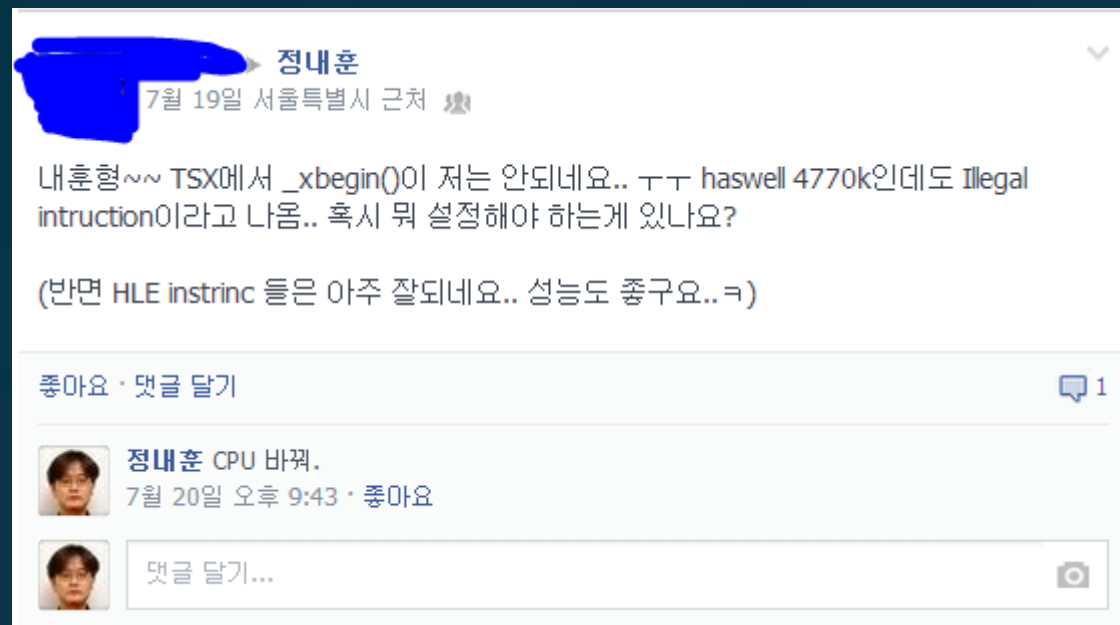 정내훈
7월 19일 서울특별시 근처
내훈형~~ TSX에서 _xbegin()이 저는 안되네요.. ㅜㅜ haswell 4770k인데도 Illegal
intruction이라고 나옴.. 혹시 뭐 설정해야 하는게 있나요?
(반면 HLE instrinc 들은 아주 잘되네요.. 성능도 좋구요..ㅋ)
좋아요 · 댓글 달기
1
정내훈 CPU 바꿔.
7월 20일 오후 9:43 · 좋아요
댓글 달기...